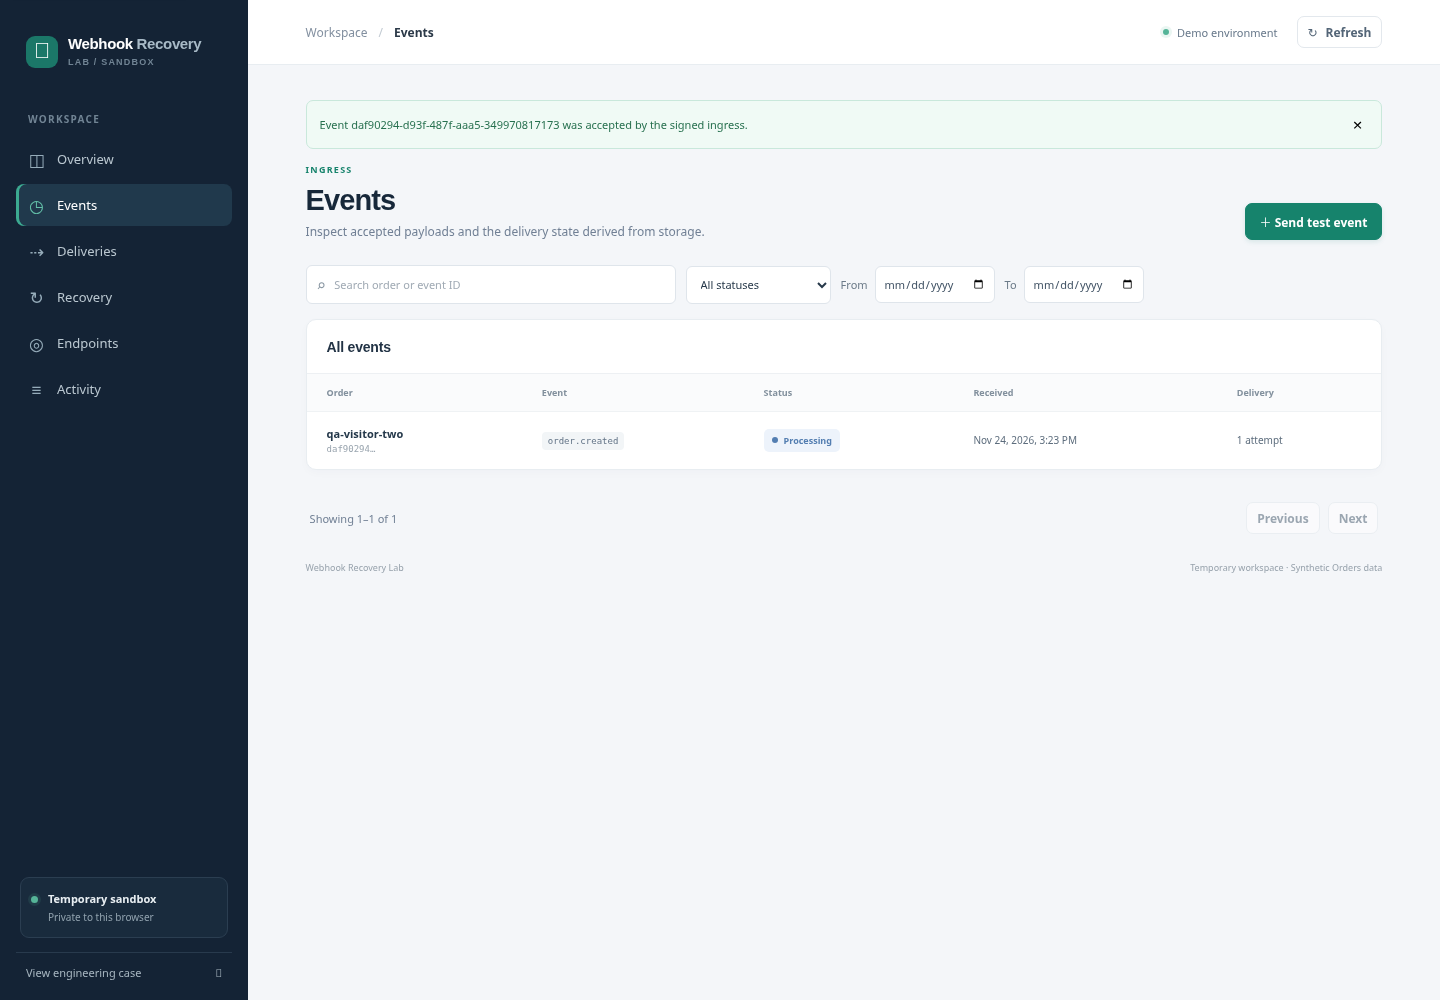 Webhook Recovery
LAB / SANDBOX
WORKSPACE
Overview
Events
Deliveries
Recovery
Endpoints
Activity
Temporary sandbox
Private to this browser
View engineering case
Workspace / Events
Demo environment
Refresh
Event daf90294-d93f-487f-aaa5-349970817173 was accepted by the signed ingress.
INGRESS
Events
Inspect accepted payloads and the delivery state derived from storage.
+ Send test event
Search order or event ID
All statuses
From mm/dd/yyyy
To mm/dd/yyyy
All events
Order Event Status Received Delivery
qa-visitor-two order.created Processing Nov 24, 2026, 3:23 PM 1 attempt
daf90294…
Showing 1–1 of 1
Previous Next
Webhook Recovery Lab
Temporary workspace · Synthetic Orders data